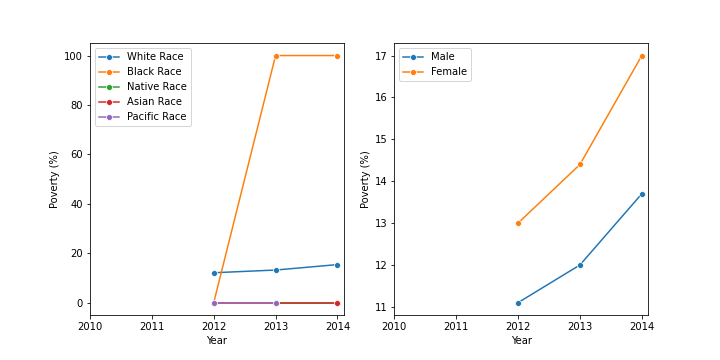 White Race
Black Race
Native Race
Asian Race
Pacific Race
100
80
60
40
20
0
Poverty (%)
2010 2011 2012 2013 2014
Year
Male
Female
17
16
15
14
13
12
11
Poverty (%)
2010 2011 2012 2013 2014
Year